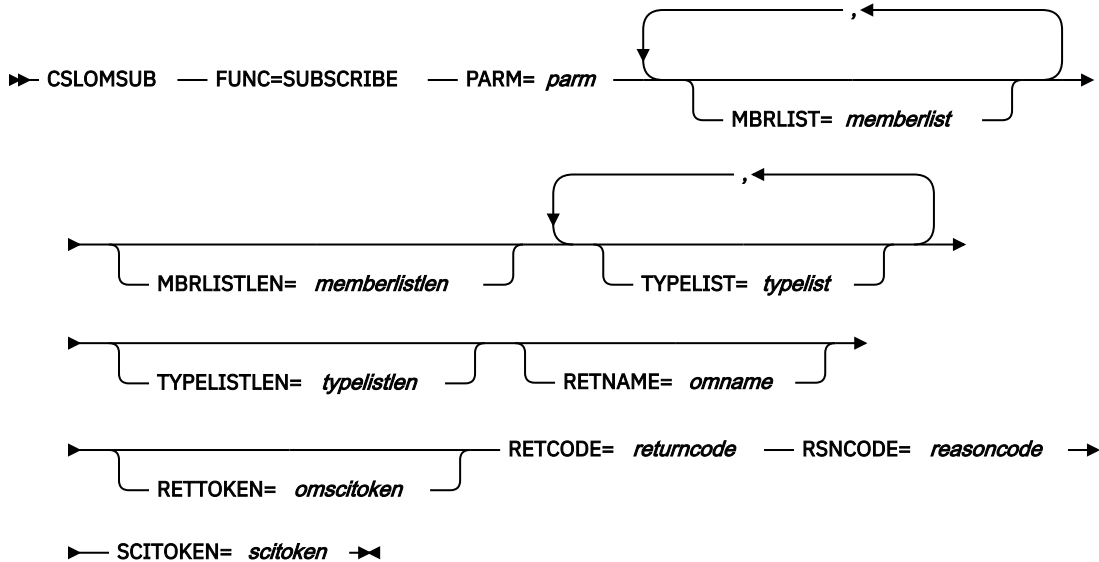 ,
CSLOMSUB FUNC=SUBSCRIBE PARM= parm
MBRLIST= memberlist
,
MBRLISTLEN= memberlistlen TYPELIST= typelist
TYPELISTLEN= typelistlen RETNAME= omname
RETCODE= returncode RSNCODE= reasoncode
RETTOKEN= omscitoken
SCITOKEN= scitoken